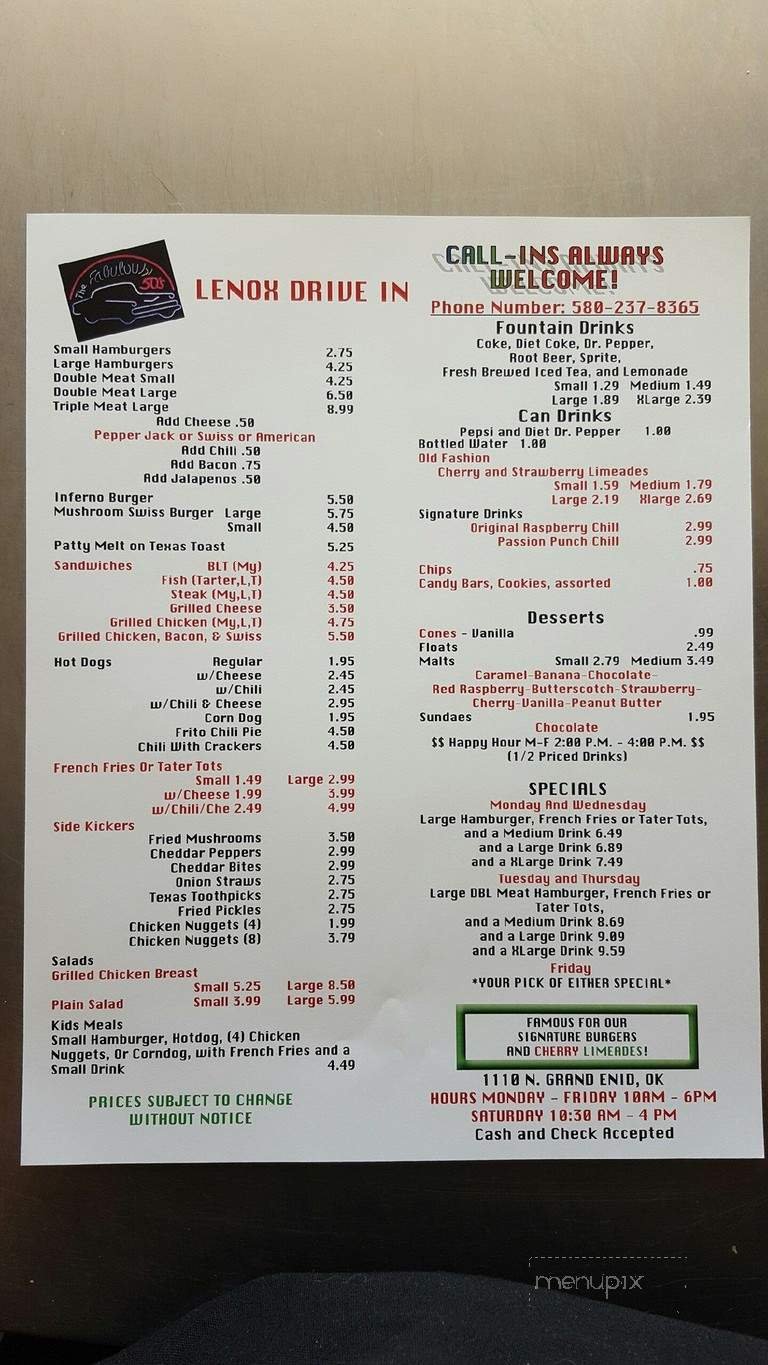 The Fabulous 50's
LENOX DRIVE IN
Small Hamburgers 2.75
Large Hamburgers 4.25
Double Meat Small 4.25
Double Meat Large 6.50
Triple Meat Large 8.99
Add Cheese .50
Pepper Jack or Swiss or American
Add Chili .50
Add Bacon .75
Add Jalapenos .50
Inferno Burger 5.50
Mushroom Swiss Burger Large 5.75
Small 4.50
Patty Melt on Texas Toast 5.25
Sandwiches BLT (My) 4.25
Fish (Tarter,L,T) 4.50
Steak (My,L,T) 4.50
Grilled Cheese 3.50
Grilled Chicken (My,L,T) 4.75
Grilled Chicken, Bacon, & Swiss 5.50
Hot Dogs Regular 1.95
w/Cheese 2.45
w/Chili 2.45
w/Chili & Cheese 2.95
Corn Dog 1.95
Frito Chili Pie 4.50
Chili With Crackers 4.50
French Fries Or Tater Tots
Small 1.49 Large 2.99
w/Cheese 1.99 3.99
w/Chili/Che 2.49 4.99
Side Kickers
Fried Mushrooms 3.50
Cheddar Peppers 2.99
Cheddar Bites 2.99
Onion Straws 2.75
Texas Toothpicks 2.75
Fried Pickles 2.75
Chicken Nuggets (4) 1.99
Chicken Nuggets (8) 3.79
Salads
Grilled Chicken Breast
Small 5.25 Large 8.50
Plain Salad Small 3.99 Large 5.99
Kids Meals
Small Hamburger, Hotdog, (4) Chicken
Nuggets, Or Corndog, with French Fries and a
Small Drink 4.49
PRICES SUBJECT TO CHANGE
WITHOUT NOTICE
CALL-INS ALWAYS
WELCOME!
Phone Number: 580-237-8365
Fountain Drinks
Coke, Diet Coke, Dr. Pepper,
Root Beer, Sprite,
Fresh Brewed Iced Tea, and Lemonade
Small 1.29 Medium 1.49
Large 1.89 XLarge 2.39
Can Drinks
Pepsi and Diet Dr. Pepper 1.00
Bottled Water 1.00
Old Fashion
Cherry and Strawberry Limeades
Small 1.59 Medium 1.79
Large 2.19 Xlarge 2.69
Signature Drinks
Original Raspberry Chill 2.99
Passion Punch Chill 2.99
Chips .75
Candy Bars, Cookies, assorted 1.00
Desserts
Cones - Vanilla .99
Floats 2.49
Malts Small 2.79 Medium 3.49
Caramel-Banana-Chocolate-
Red Raspberry-Butterscotch-Strawberry-
Cherry-Vanilla-Peanut Butter
Sundaes 1.95
Chocolate
$$ Happy Hour M-F 2:00 P.M. - 4:00 P.M. $$
(1/2 Priced Drinks)
SPECIALS
Monday And Wednesday
Large Hamburger, French Fries or Tater Tots,
and a Medium Drink 6.49
and a Large Drink 6.89
and a XLarge Drink 7.49
Tuesday and Thursday
Large DBL Meat Hamburger, French Fries or
Tater Tots,
and a Medium Drink 8.69
and a Large Drink 9.09
and a XLarge Drink 9.59
Friday
*YOUR PICK OF EITHER SPECIAL*
FAMOUS FOR OUR
SIGNATURE BURGERS
AND CHERRY LIMEADES!
1110 N. GRAND ENID, OK
HOURS MONDAY - FRIDAY 10AM - 6PM
SATURDAY 10:30 AM - 4 PM
Cash and Check Accepted
menupix